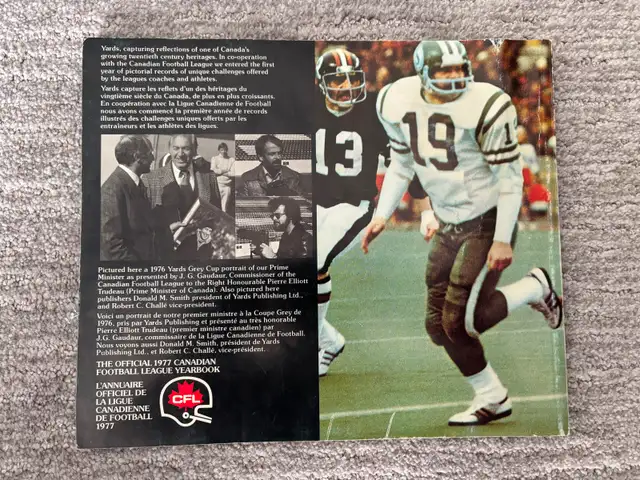 Yards, capturing reflections of one of Canada's
growing twentieth century heritages. In co-operation
with the Canadian Football League we entered the first
year of pictorial records of unique challenges offered
by the leagues coaches and athletes.
Yards capture les reflets d'un des héritages du
vingtième siècle du Canada, de plus en plus croissants.
En coopération avec la Ligue Canadienne de Football
nous avons commencé la première année de records
illustrés des challenges uniques offerts par les
entraîneurs et les athlètes des ligues.
Pictured here a 1976 Yards Grey Cup portrait of our Prime
Minister as presented by J. G. Gaudaur, Commissioner of the
Canadian Football League to the Right Honourable Pierre Elliott
Trudeau (Prime Minister of Canada). Also pictured here
publishers Donald M. Smith president of Yards Publishing Ltd.,
and Robert C. Challé vice-president.
Voici un portrait de notre premier ministre à la Coupe Grey de
1976, pris par Yards Publishing et présenté au très honorable
Pierre Elliott Trudeau (premier ministre canadien) par
J.G. Gaudaur, commissaire de la Ligue Canadienne de Football.
Nous voyons aussi Donald M. Smith, président de Yards
Publishing Ltd., et Robert C. Challé, vice-président.
THE OFFICIAL 1977 CANADIAN
FOOTBALL LEAGUE YEARBOOK
L'ANNUAIRE
OFFICIEL DE
LA LIGUE
CANADIENNE
DE FOOTBALL
1977
CFL
13
19